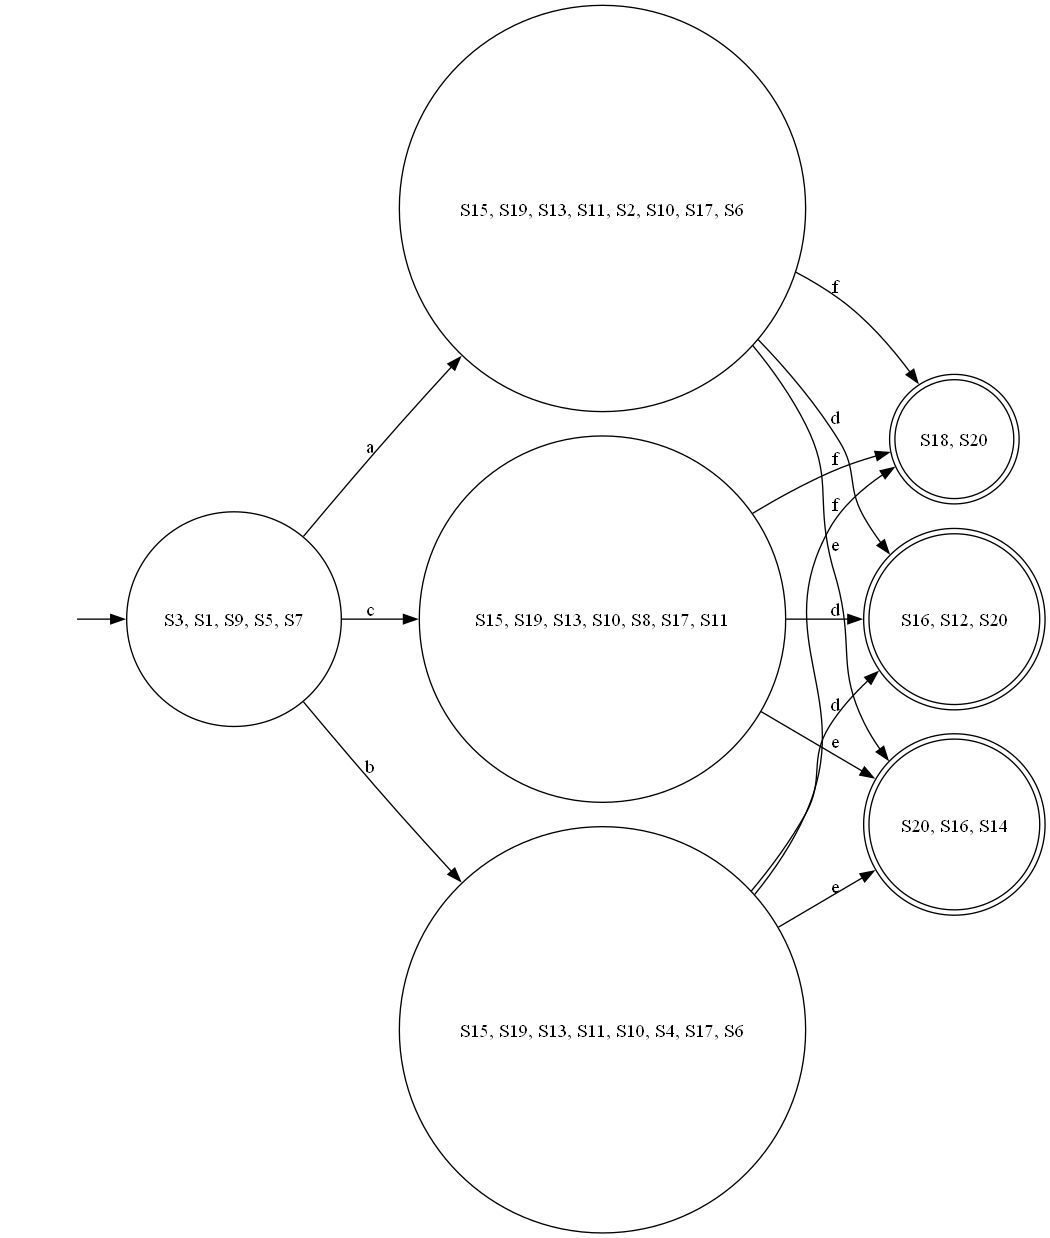 S15, S19, S13, S11, S2, S10, S17, S6
f
d
S18, S20
a
f
f
e
S3, S1, S9, S5, S7
c
S15, S19, S13, S10, S8, S17, S11
d
S16, S12, S20
d
e
b
S20, S16, S14
e
S15, S19, S13, S11, S10, S4, S17, S6